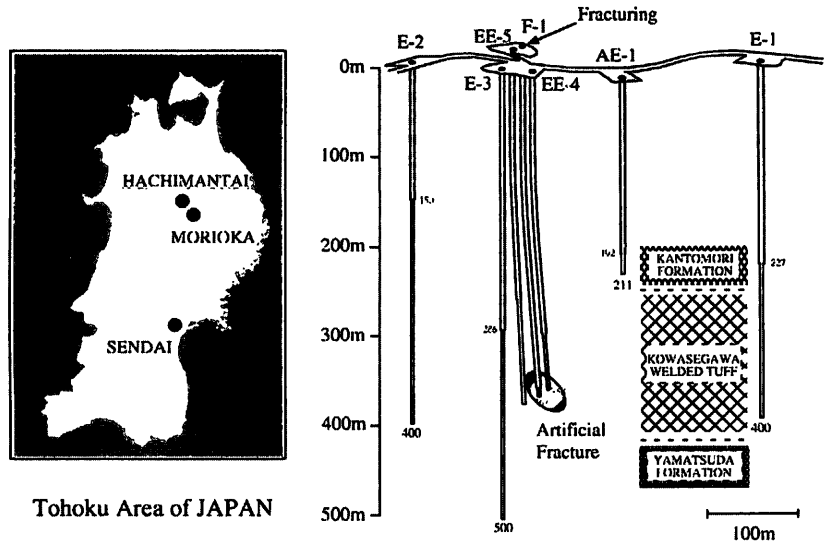 HACHIMANTAI
MORIOKA
SENDAI
Tohoku Area of JAPAN
Fracturing
F-1
EE-5
E-2
AE-1
E-1
E-3
EE-4
0m
100m
200m
300m
400m
500m
192
211
227
400
400
500
Artificial
Fracture
KANTOMORI
FORMATION
KOWASEGAWA
WELDED TUFF
YAMATSUDA
FORMATION
100m